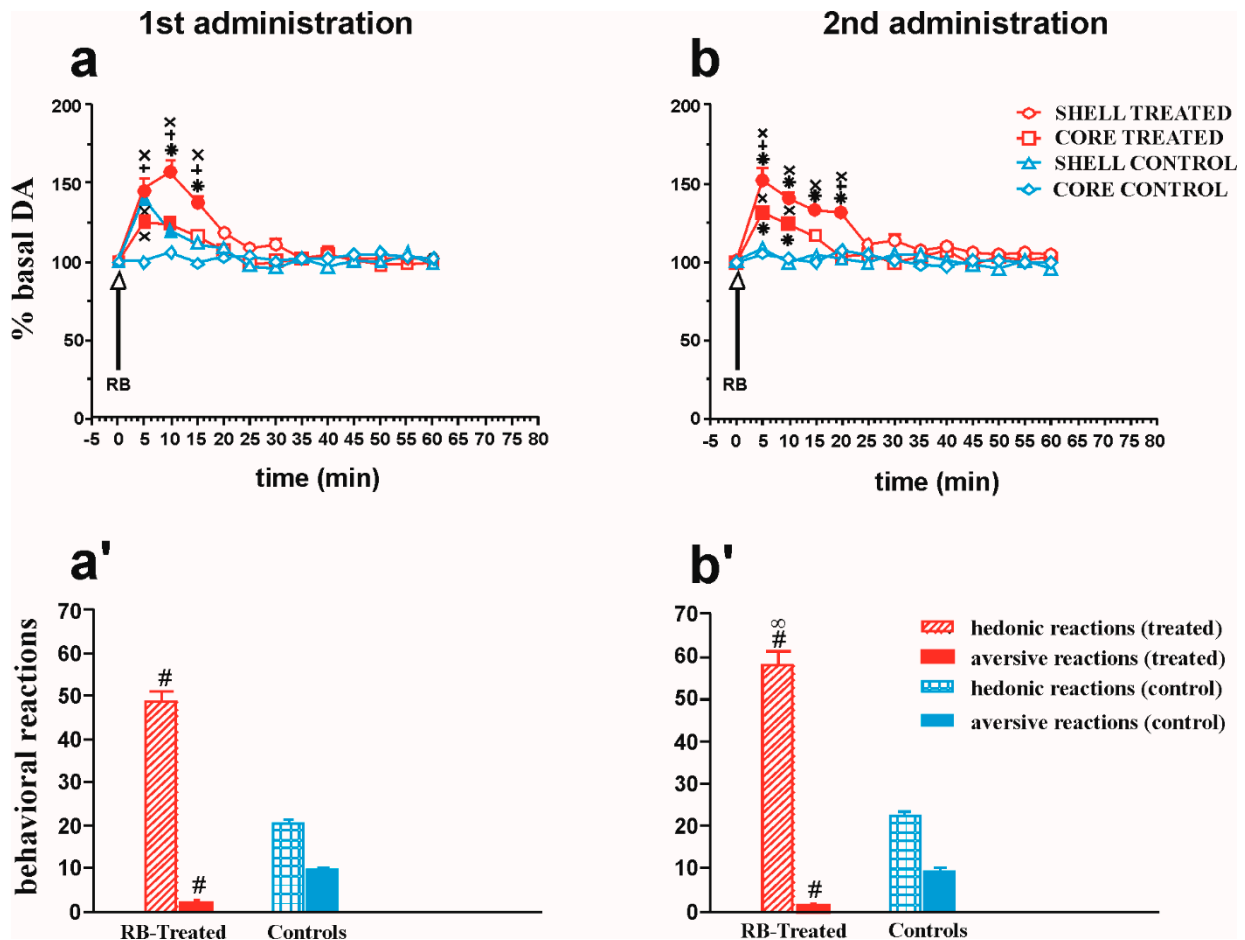 1st administration
2nd administration
a
b
200
150
100
50
0
-5 0 5 10 15 20 25 30 35 40 45 50 55 60 65 70 75 80
% basal DA
time (min)
RB
× + ×
× + *
× + *
× ×
200
150
100
50
0
-5 0 5 10 15 20 25 30 35 40 45 50 55 60 65 70 75 80
time (min)
RB
× + *
× *
× *
× + *
× *
× *
SHELL TREATED
CORE TREATED
SHELL CONTROL
CORE CONTROL
a'
b'
behavioral reactions
70
60
50
40
30
20
10
0
#
#
RB-Treated Controls
70
60
50
40
30
20
10
0
∞
#
#
RB-Treated Controls
hedonic reactions (treated)
aversive reactions (treated)
hedonic reactions (control)
aversive reactions (control)